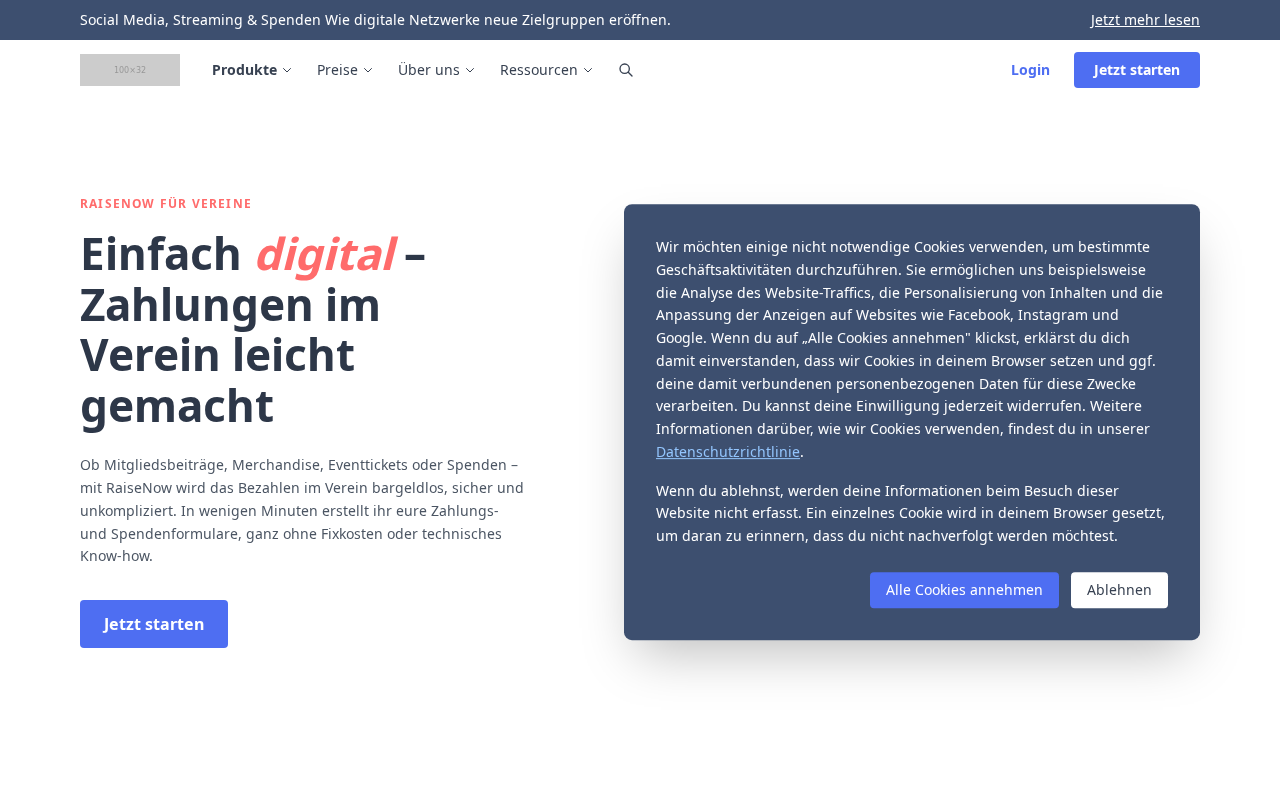 Social Media, Streaming & Spenden Wie digitale Netzwerke neue Zielgruppen eröffnen.
Jetzt mehr lesen
100×32
Produkte
Preise
Über uns
Ressourcen
Login
Jetzt starten
RAISENOW FÜR VEREINE
Einfach digital –
Zahlungen im
Verein leicht
gemacht
Ob Mitgliedsbeiträge, Merchandise, Eventtickets oder Spenden –
mit RaiseNow wird das Bezahlen im Verein bargeldlos, sicher und
unkompliziert. In wenigen Minuten erstellt ihr eure Zahlungs-
und Spendenformulare, ganz ohne Fixkosten oder technisches
Know-how.
Jetzt starten
Wir möchten einige nicht notwendige Cookies verwenden, um bestimmte
Geschäftsaktivitäten durchzuführen. Sie ermöglichen uns beispielsweise
die Analyse des Website-Traffics, die Personalisierung von Inhalten und die
Anpassung der Anzeigen auf Websites wie Facebook, Instagram und
Google. Wenn du auf „Alle Cookies annehmen" klickst, erklärst du dich
damit einverstanden, dass wir Cookies in deinem Browser setzen und ggf.
deine damit verbundenen personenbezogenen Daten für diese Zwecke
verarbeiten. Du kannst deine Einwilligung jederzeit widerrufen. Weitere
Informationen darüber, wie wir Cookies verwenden, findest du in unserer
Datenschutzrichtlinie.
Wenn du ablehnst, werden deine Informationen beim Besuch dieser
Website nicht erfasst. Ein einzelnes Cookie wird in deinem Browser gesetzt,
um daran zu erinnern, dass du nicht nachverfolgt werden möchtest.
Alle Cookies annehmen
Ablehnen